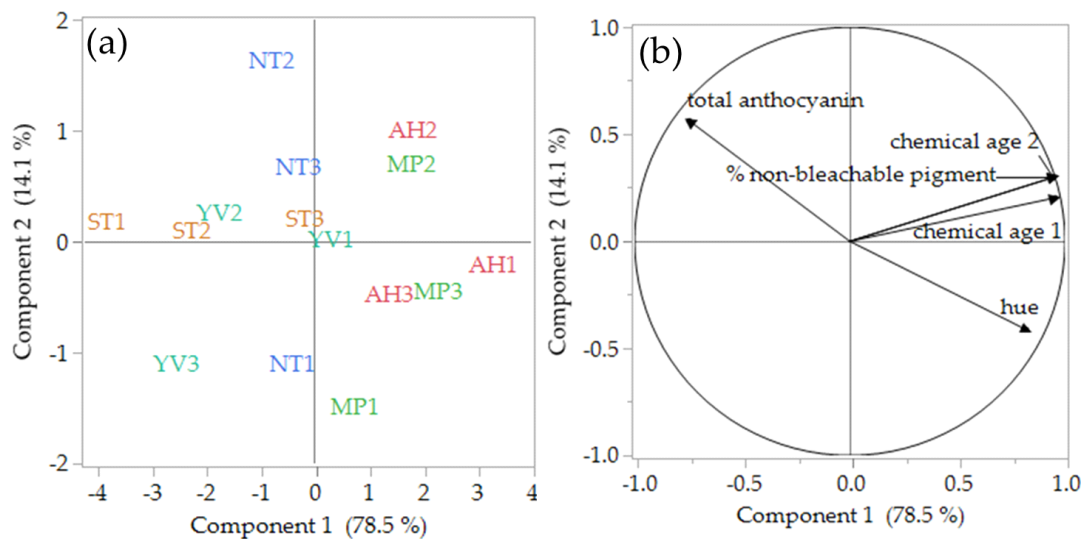 (a)
2
1
0
-1
-2
Component 2 (14.1 %)
NT2
AH2
MP2
NT3
ST1
ST2
YV2
ST3
YV1
AH1
AH3
MP3
YV3
NT1
MP1
-4
-3
-2
-1
0
1
2
3
4
Component 1 (78.5 %)
(b)
1.0
0.5
0.0
-0.5
-1.0
Component 2 (14.1 %)
total anthocyanin
chemical age 2
% non-bleachable pigment
chemical age 1
hue
-1.0
0.0
0.5
1.0
Component 1 (78.5 %)